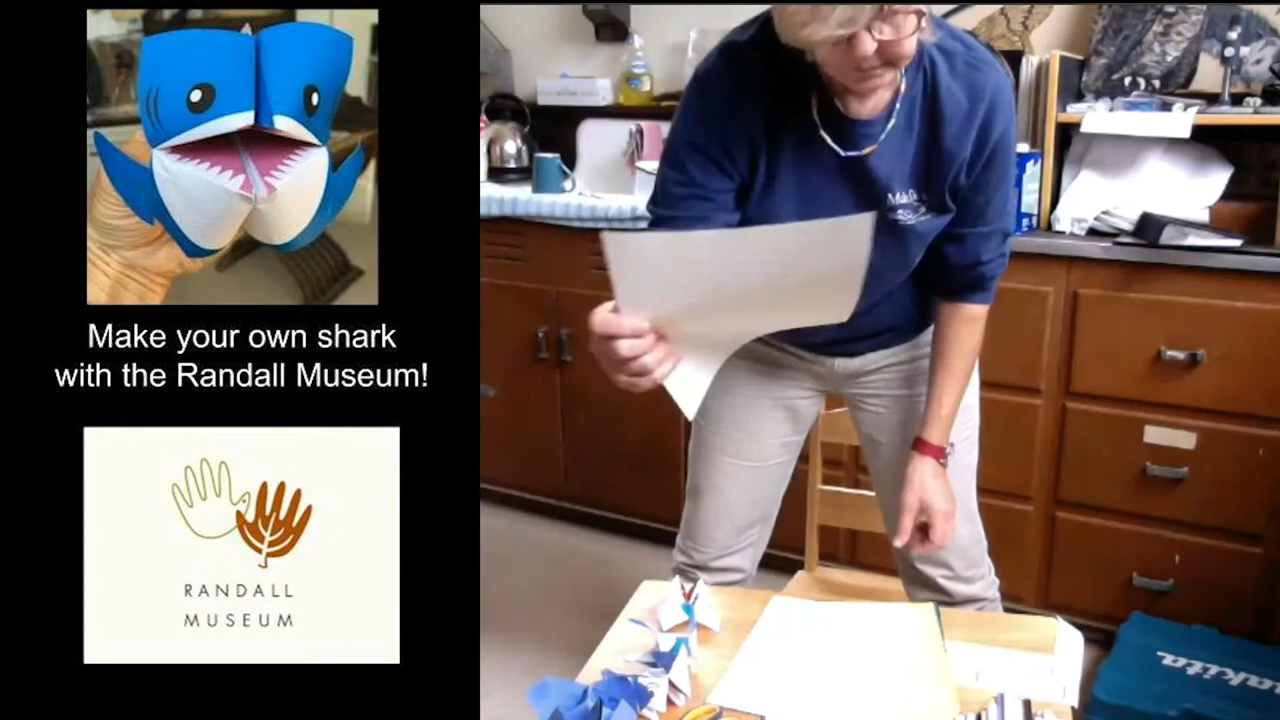 Make your own shark
with the Randall Museum!
RANDALL
MUSEUM
makita